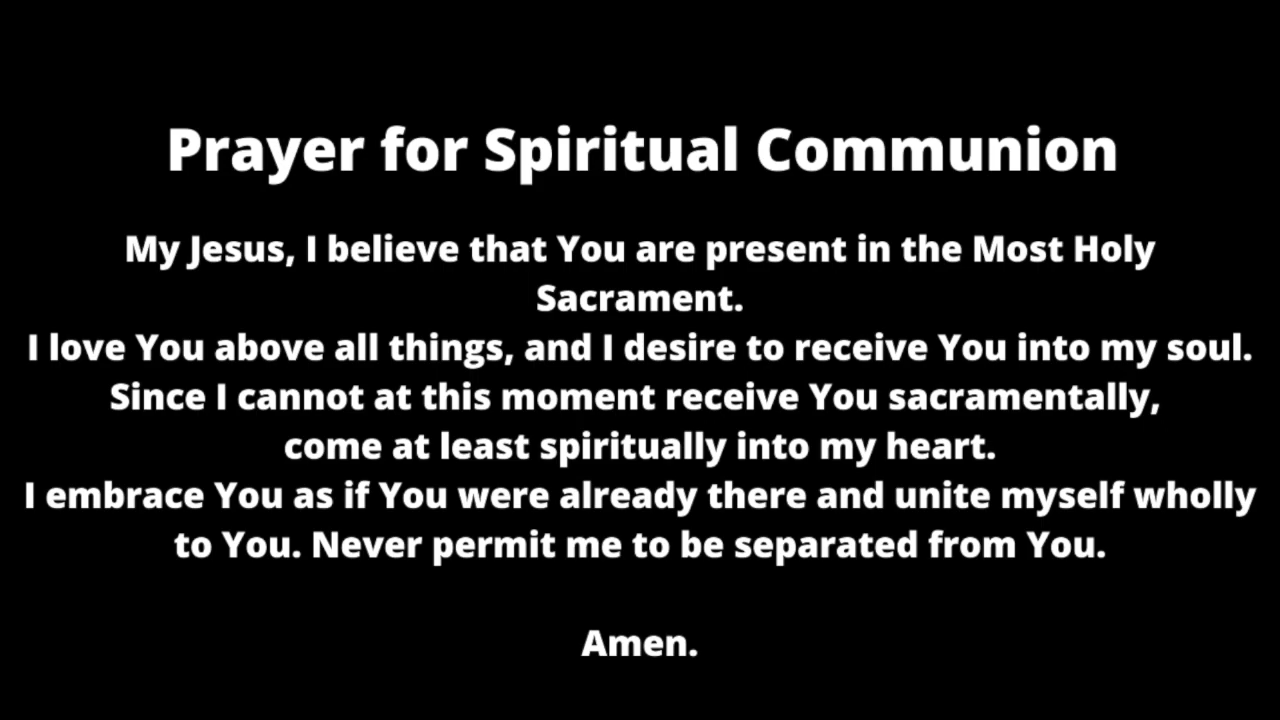 Prayer for Spiritual Communion
My Jesus, I believe that You are present in the Most Holy
Sacrament.
I love You above all things, and I desire to receive You into my soul.
Since I cannot at this moment receive You sacramentally,
come at least spiritually into my heart.
I embrace You as if You were already there and unite myself wholly
to You. Never permit me to be separated from You.
Amen.